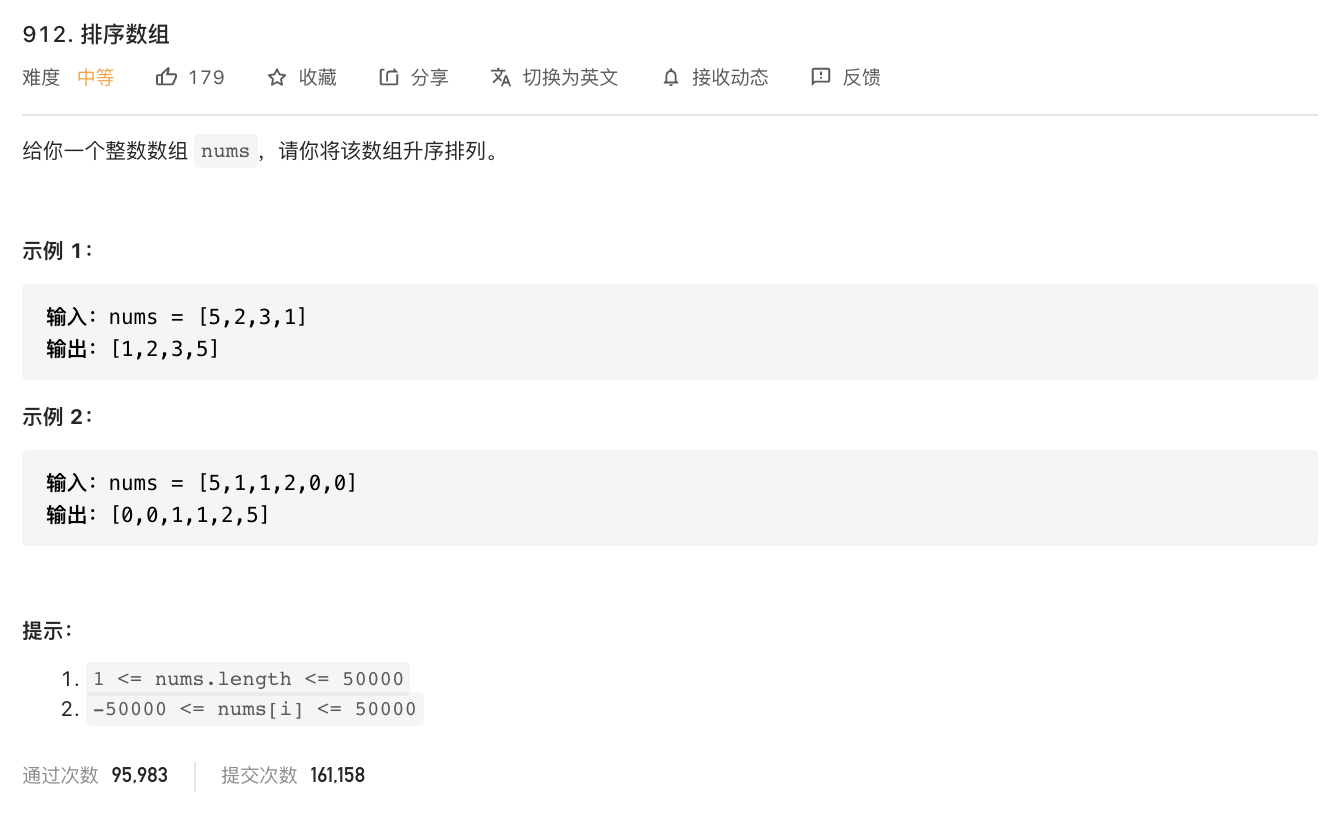 912. 排序数组
难度 中等 179 收藏 分享 切换为英文 接收动态 反馈
给你一个整数数组 nums，请你将该数组升序排列。
示例 1：
输入：nums = [5,2,3,1]
输出：[1,2,3,5]
示例 2：
输入：nums = [5,1,1,2,0,0]
输出：[0,0,1,1,2,5]
提示：
1. 1 <= nums.length <= 50000
2. -50000 <= nums[i] <= 50000
通过次数 95,983 提交次数 161,158